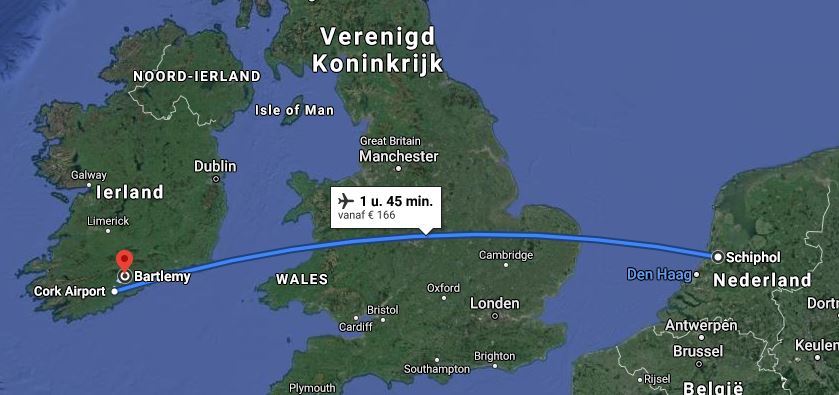 Verenigd
Koninkrijk
NOORD-IERLAND
Isle of Man
Great Britain
Manchester
Dublin
Galway
Ierland
1 u. 45 min.
vanaf € 166
Limerick
Cambridge
Schiphol
Bartlemy
WALES
Den Haag
Nederland
Cork Airport
Oxford
Londen
Dortm
Bristol
Cardiff
Antwerpen
Brussel
Keulen
Brighton
Southampton
Rijsel
Plymouth
België